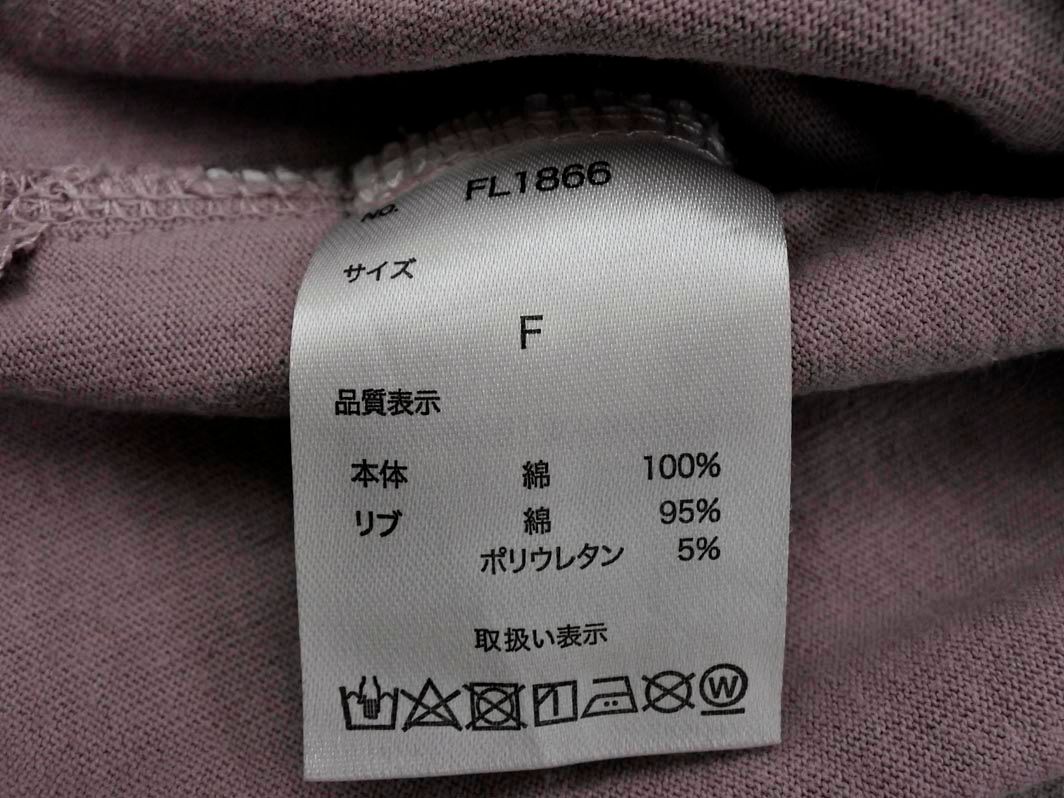 NO. FL1866
サイズ
F
品質表示
本体 綿 100%
リブ 綿 95%
ポリウレタン 5%
取扱い表示
W